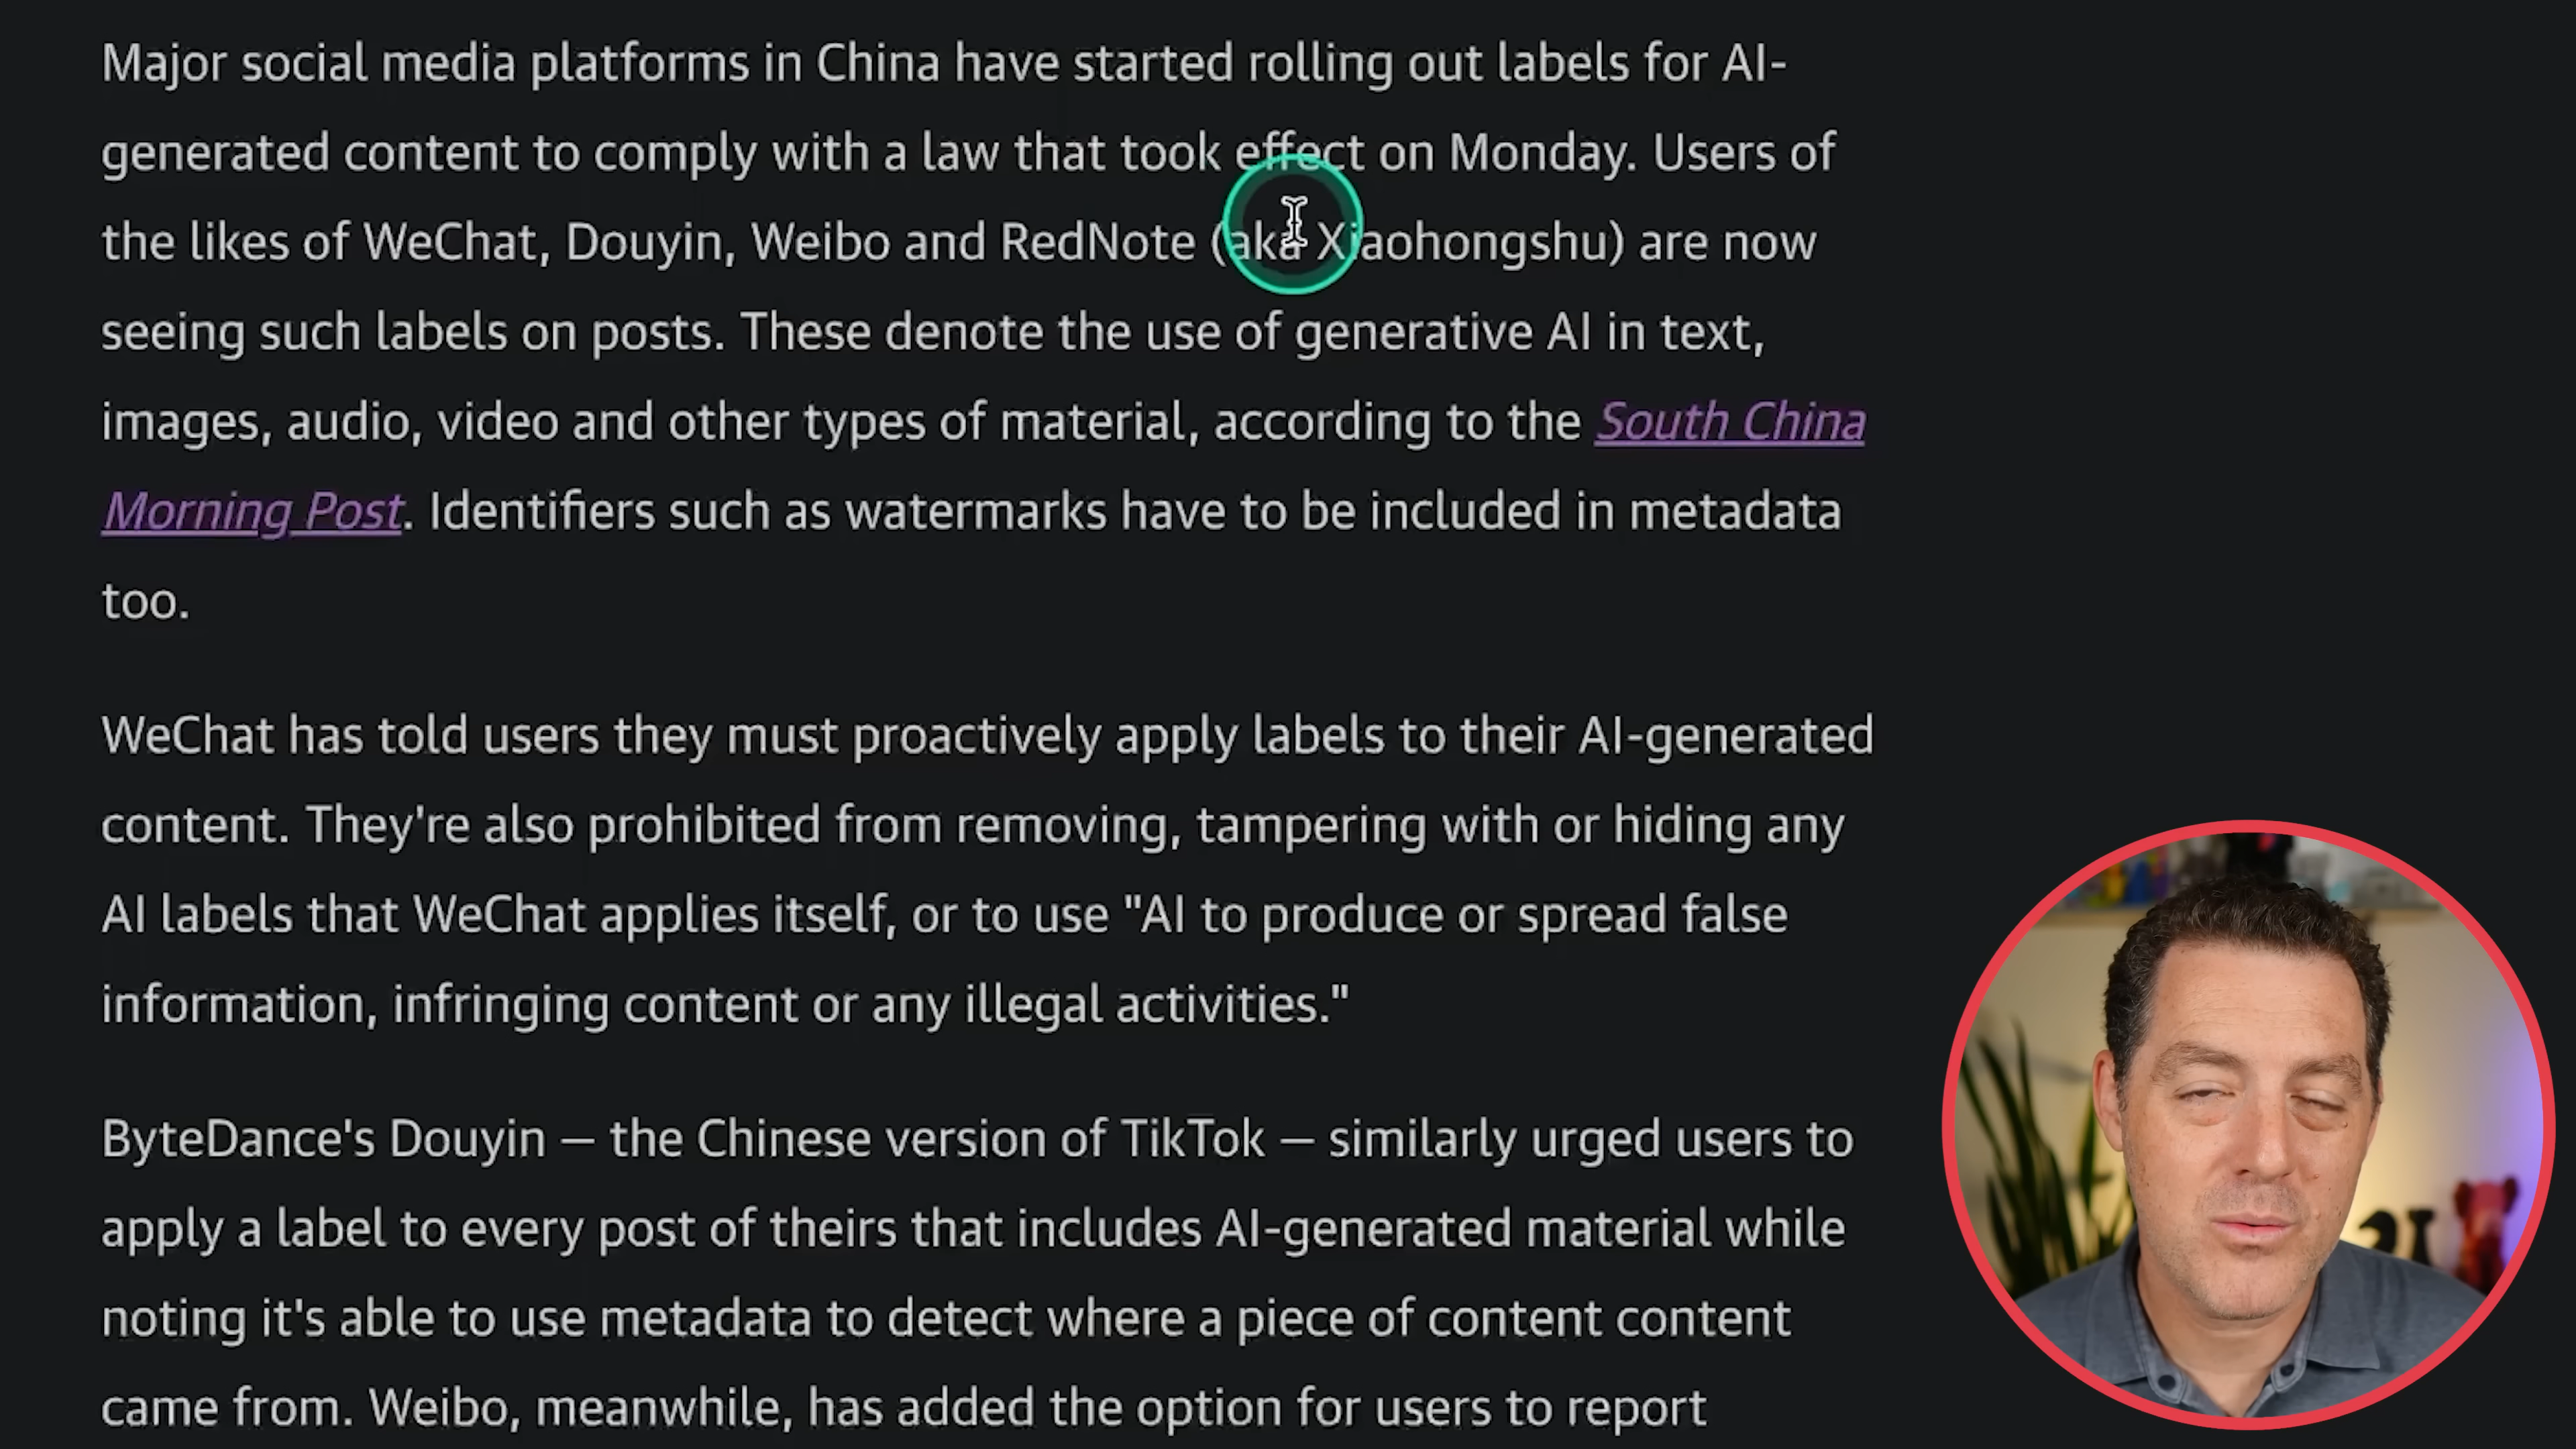 Major social media platforms in China have started rolling out labels for AI-
generated content to comply with a law that took effect on Monday. Users of
the likes of WeChat, Douyin, Weibo and RedNote (aka Xiaohongshu) are now
seeing such labels on posts. These denote the use of generative AI in text,
images, audio, video and other types of material, according to the South China
Morning Post. Identifiers such as watermarks have to be included in metadata
too.
WeChat has told users they must proactively apply labels to their AI-generated
content. They're also prohibited from removing, tampering with or hiding any
AI labels that WeChat applies itself, or to use "AI to produce or spread false
information, infringing content or any illegal activities."
ByteDance's Douyin — the Chinese version of TikTok — similarly urged users to
apply a label to every post of theirs that includes AI-generated material while
noting it's able to use metadata to detect where a piece of content content
came from. Weibo, meanwhile, has added the option for users to report